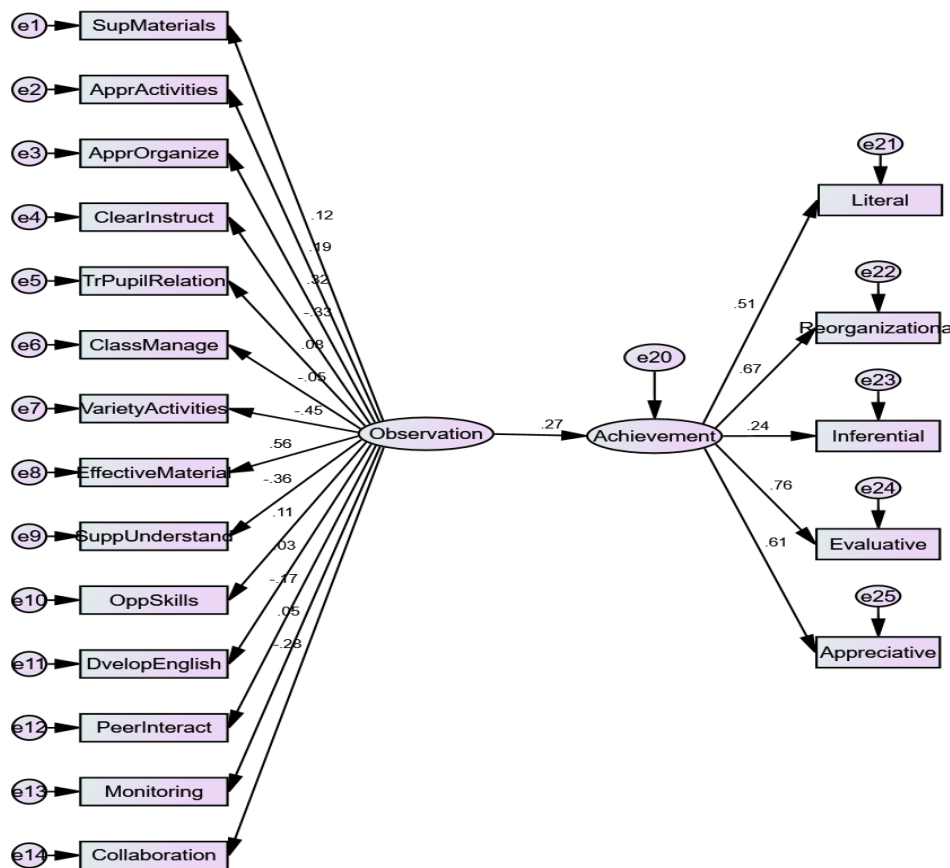 e1
SupMaterials
e2
ApprActivities
e3
ApprOrganize
e4
ClearInstruct
e5
TrPupilRelation
e6
ClassManage
e7
VarietyActivities
e8
EffectiveMaterial
e9
SuppUnderstand
e10
OppSkills
e11
DvelopEnglish
e12
PeerInteract
e13
Monitoring
e14
Collaboration
.12
.19
.32
-.33
.08
-.05
-.45
.56
-.36
.11
.03
-.17
.05
-.28
Observation
.27
e20
Achievement
.51
.67
.24
.76
.61
e21
Literal
e22
Reorganizationa
e23
Inferential
e24
Evaluative
e25
Appreciative